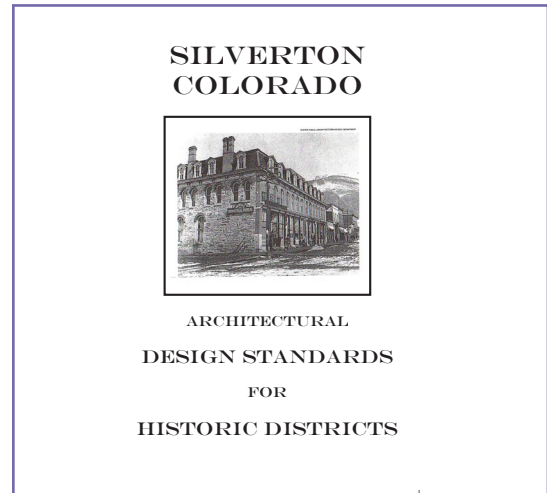 SILVERTON
COLORADO
ARCHITECTURAL
DESIGN STANDARDS
FOR
HISTORIC DISTRICTS